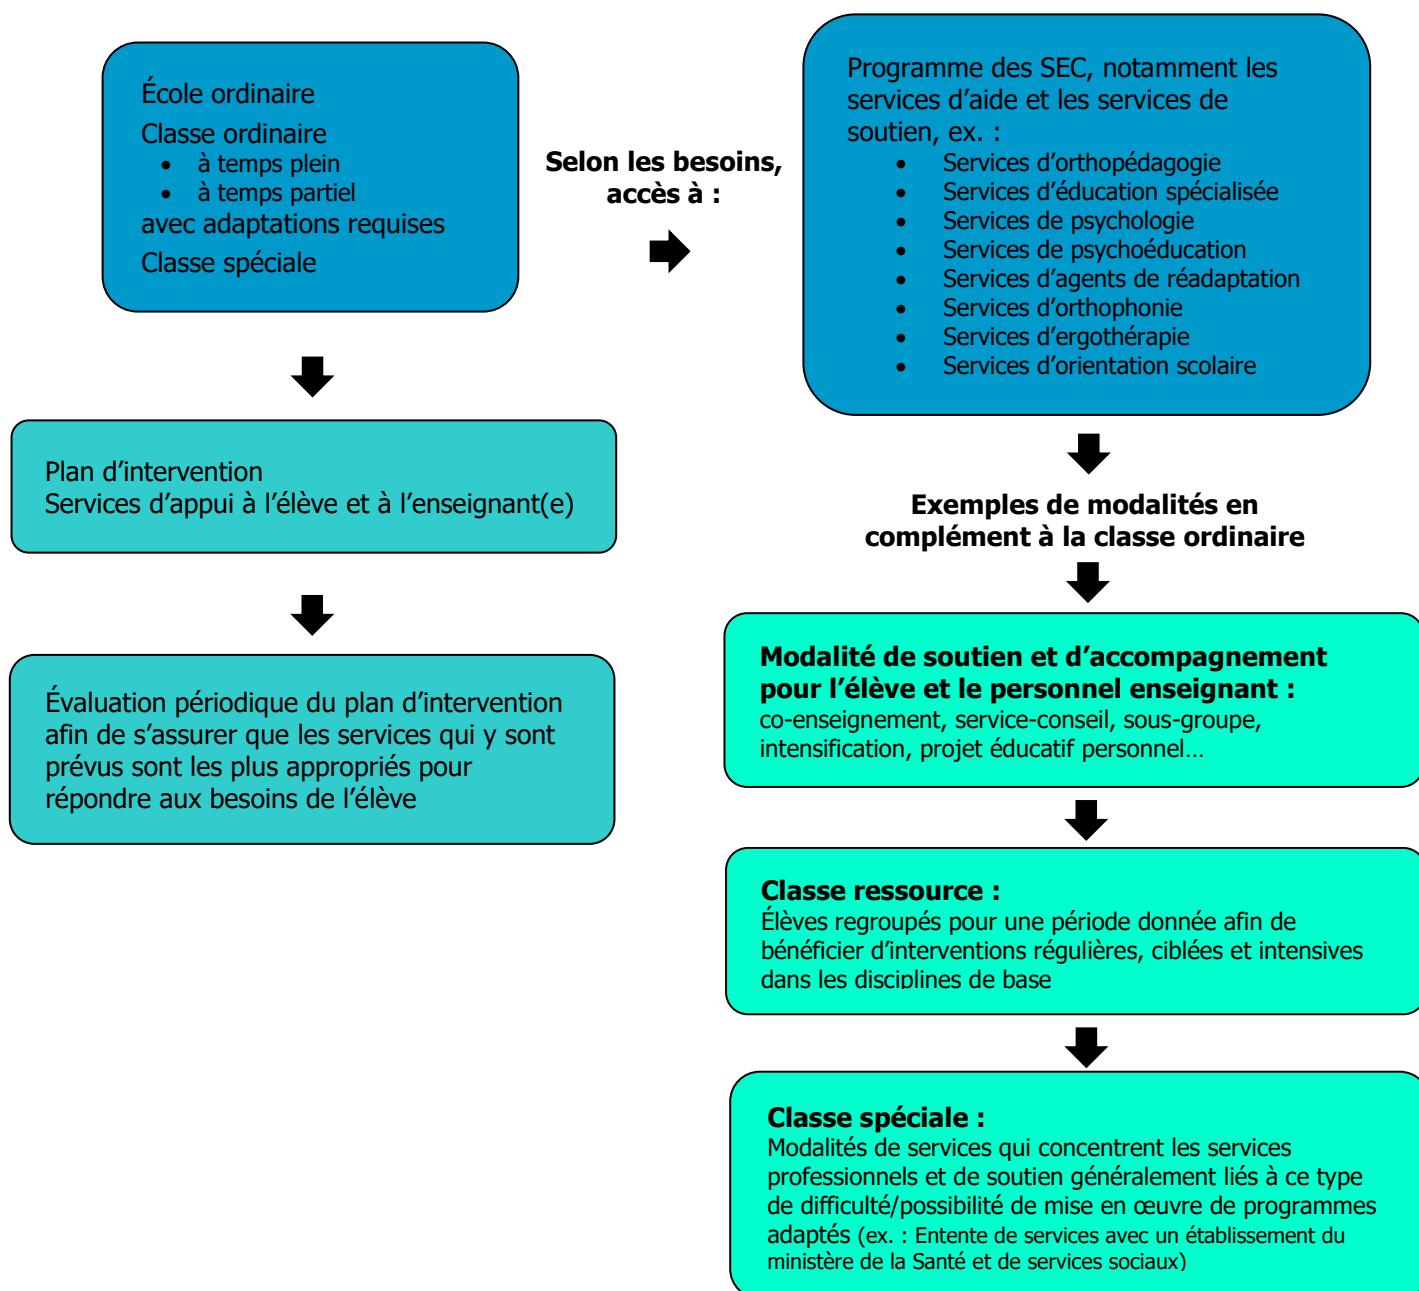 École ordinaire
Classe ordinaire
• à temps plein
• à temps partiel
avec adaptations requises
Classe spéciale
Selon les besoins,
accès à :
Programme des SEC, notamment les
services d’aide et les services de
soutien, ex. :
• Services d’orthopédagogie
• Services d’éducation spécialisée
• Services de psychologie
• Services de psychoéducation
• Services d’agents de réadaptation
• Services d’orthophonie
• Services d’ergothérapie
• Services d’orientation scolaire
Plan d’intervention
Services d’appui à l’élève et à l’enseignant(e)
Évaluation périodique du plan d’intervention
afin de s’assurer que les services qui y sont
prévus sont les plus appropriés pour
répondre aux besoins de l’élève
Exemples de modalités en
complément à la classe ordinaire
Modalité de soutien et d’accompagnement
pour l’élève et le personnel enseignant :
co-enseignement, service-conseil, sous-groupe,
intensification, projet éducatif personnel…
Classe ressource :
Élèves regroupés pour une période donnée afin de
bénéficier d’interventions régulières, ciblées et intensives
dans les disciplines de base
Classe spéciale :
Modalités de services qui concentrent les services
professionnels et de soutien généralement liés à ce type
de difficulté/possibilité de mise en œuvre de programmes
adaptés (ex. : Entente de services avec un établissement du
ministère de la Santé et de services sociaux)